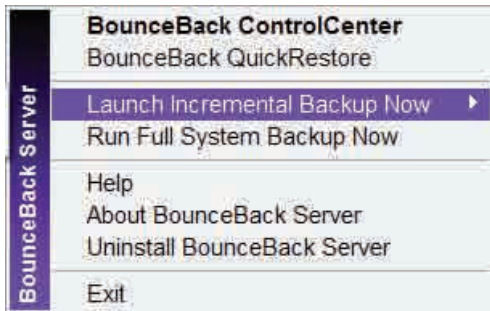 BounceBack Server
BounceBack ControlCenter
BounceBack QuickRestore
Launch Incremental Backup Now
Run Full System Backup Now
Help
About BounceBack Server
Uninstall BounceBack Server
Exit